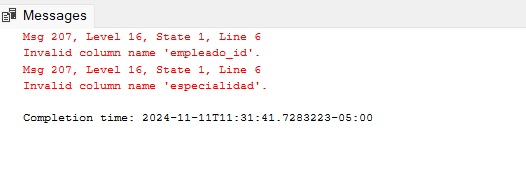 Messages
Msg 207, Level 16, State 1, Line 6
Invalid column name 'empleado_id'.
Msg 207, Level 16, State 1, Line 6
Invalid column name 'especialidad'.
Completion time: 2024-11-11T11:31:41.7283223-05:00